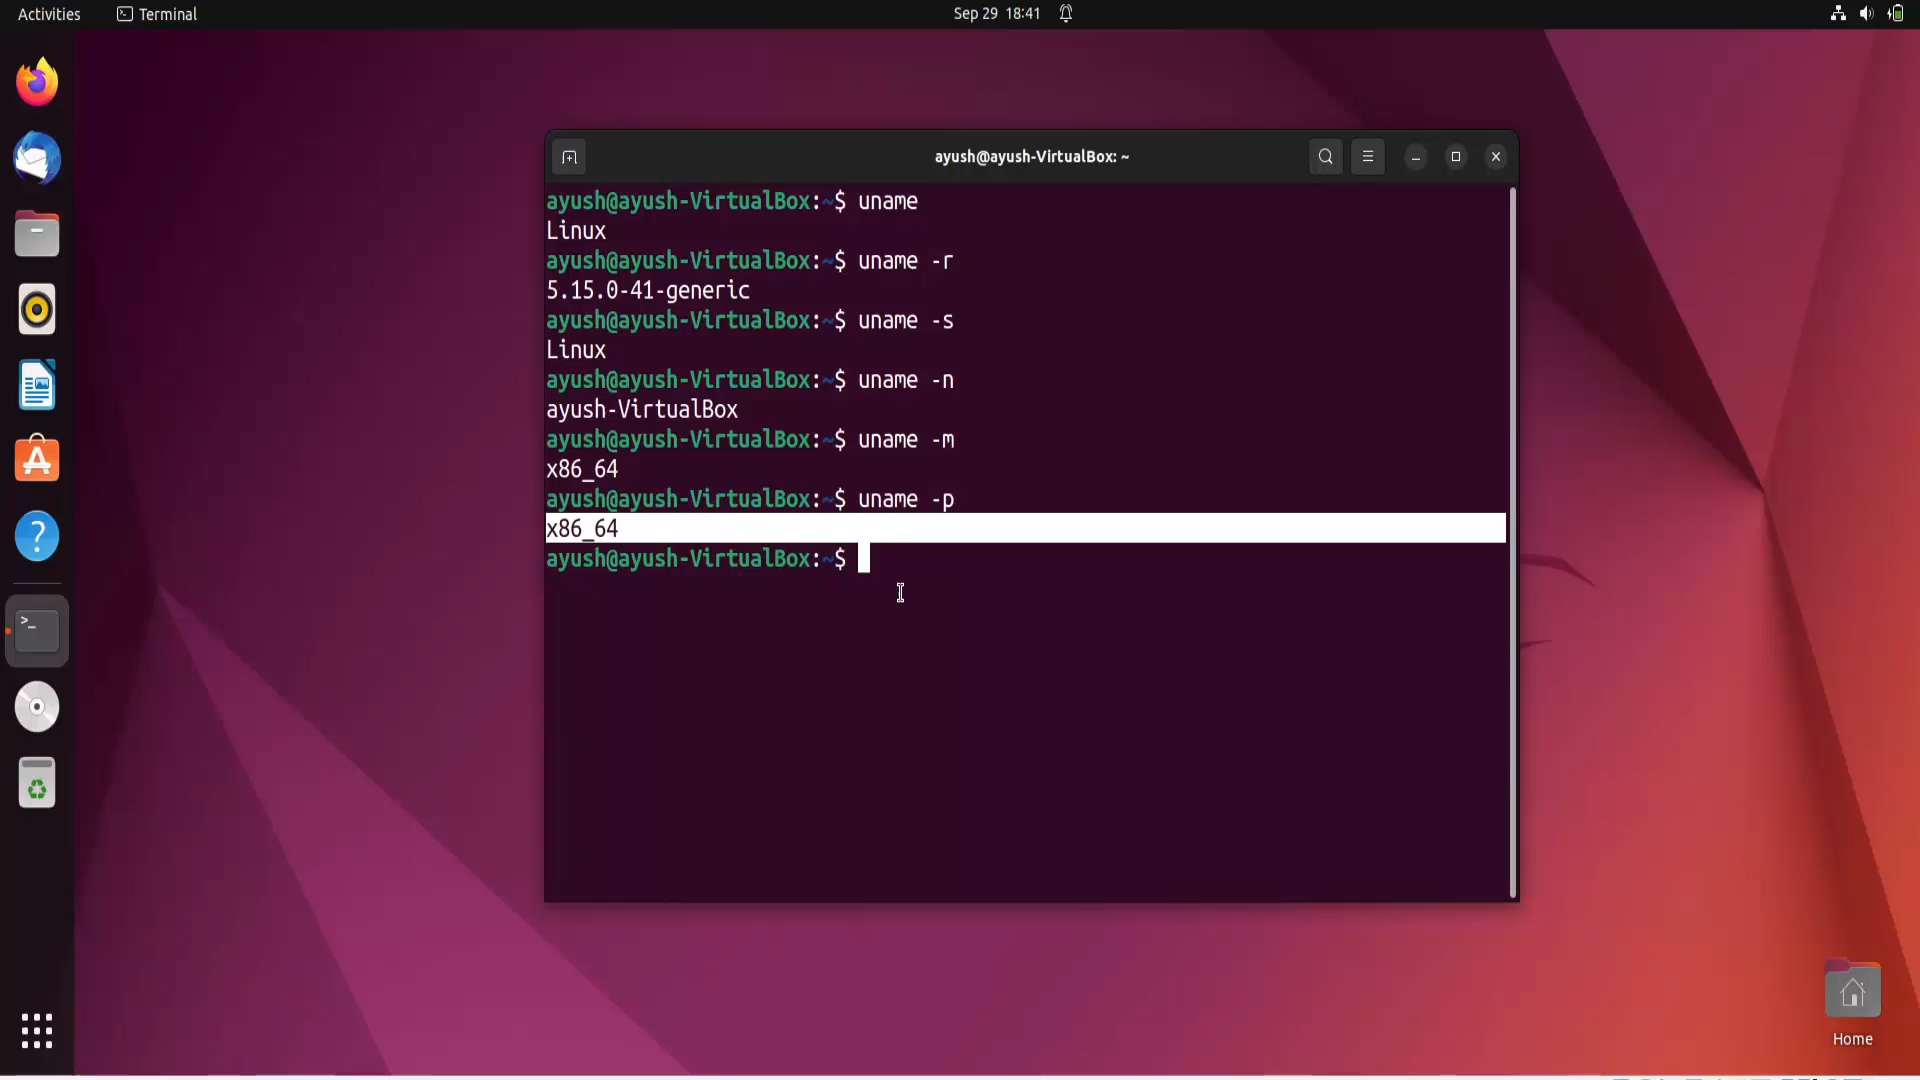 Activities
Terminal
Sep 29 18:41
ayush@ayush-VirtualBox: ~
ayush@ayush-VirtualBox:~$ uname
Linux
ayush@ayush-VirtualBox:~$ uname -r
5.15.0-41-generic
ayush@ayush-VirtualBox:~$ uname -s
Linux
ayush@ayush-VirtualBox:~$ uname -n
ayush-VirtualBox
ayush@ayush-VirtualBox:~$ uname -m
x86_64
ayush@ayush-VirtualBox:~$ uname -p
x86_64
ayush@ayush-VirtualBox:~$
Home